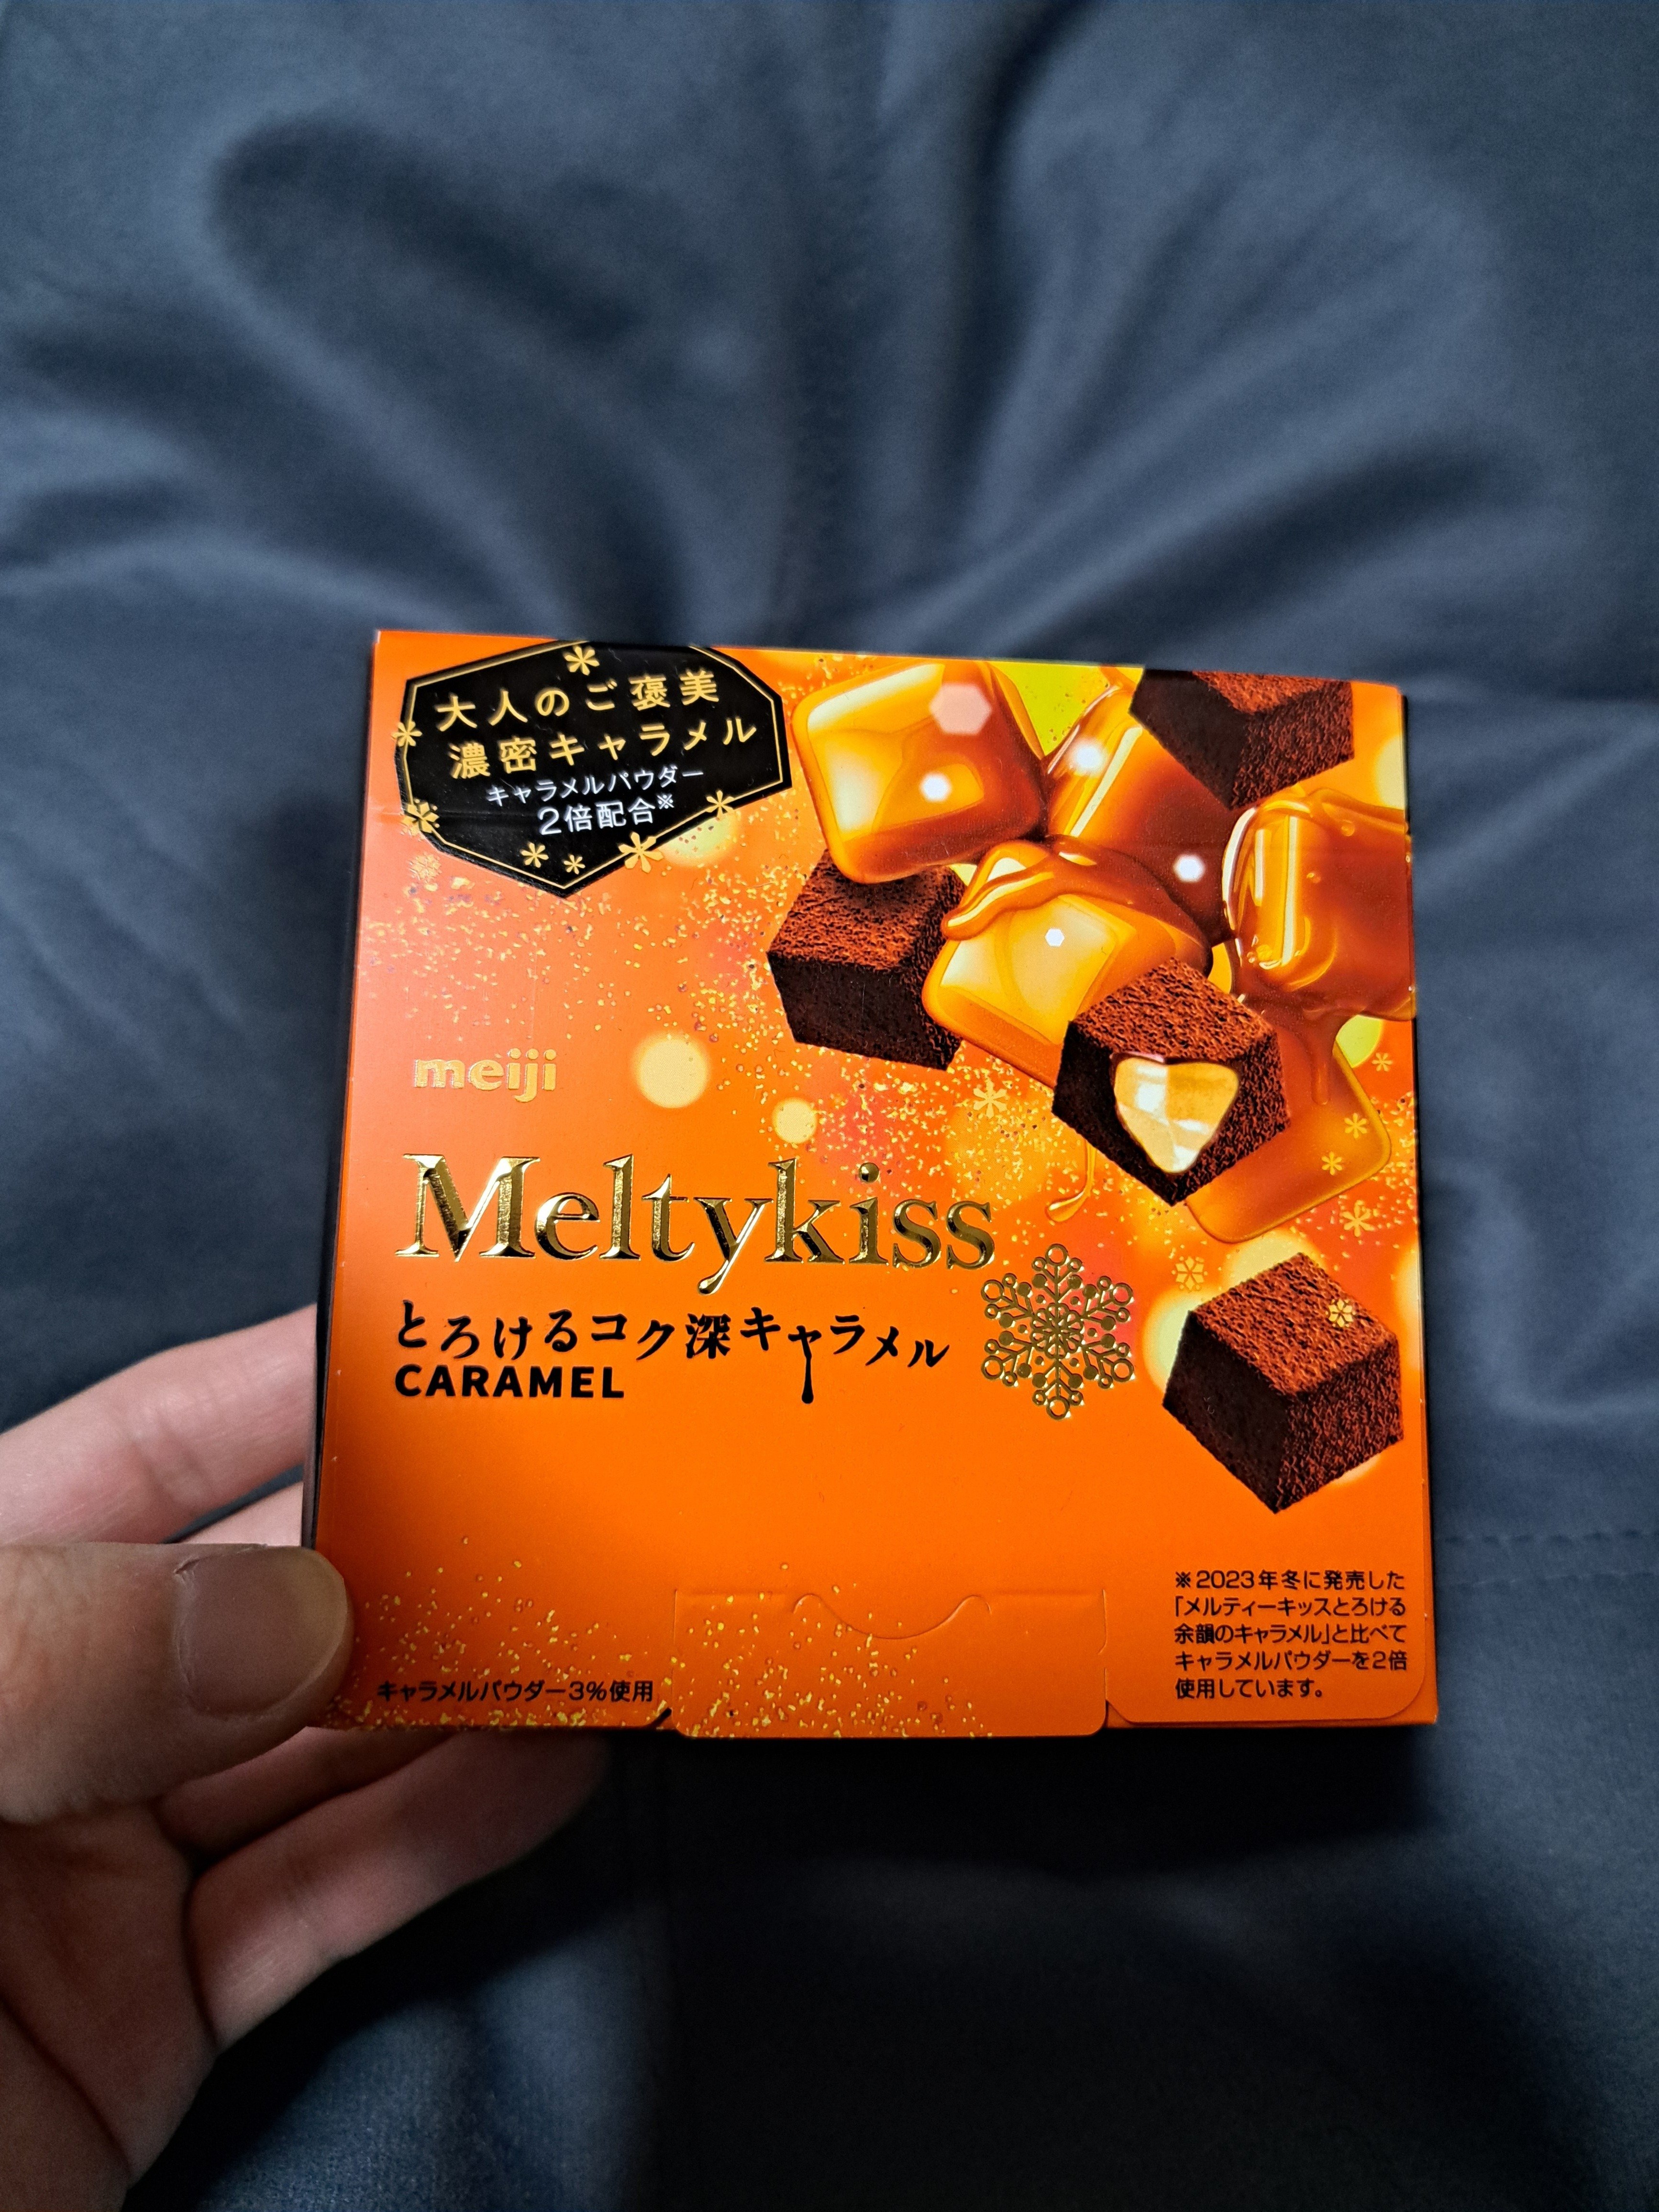 大人のご褒美
濃密キャラメル
キャラメルパウダー
2倍配合※
meiji
Meltykiss
とろけるコク深キャラメル
CARAMEL
キャラメルパウダー3%使用
※2023年冬に発売した
「メルティーキッスとろける
余韻のキャラメル」と比べて
キャラメルパウダーを2倍
使用しています。